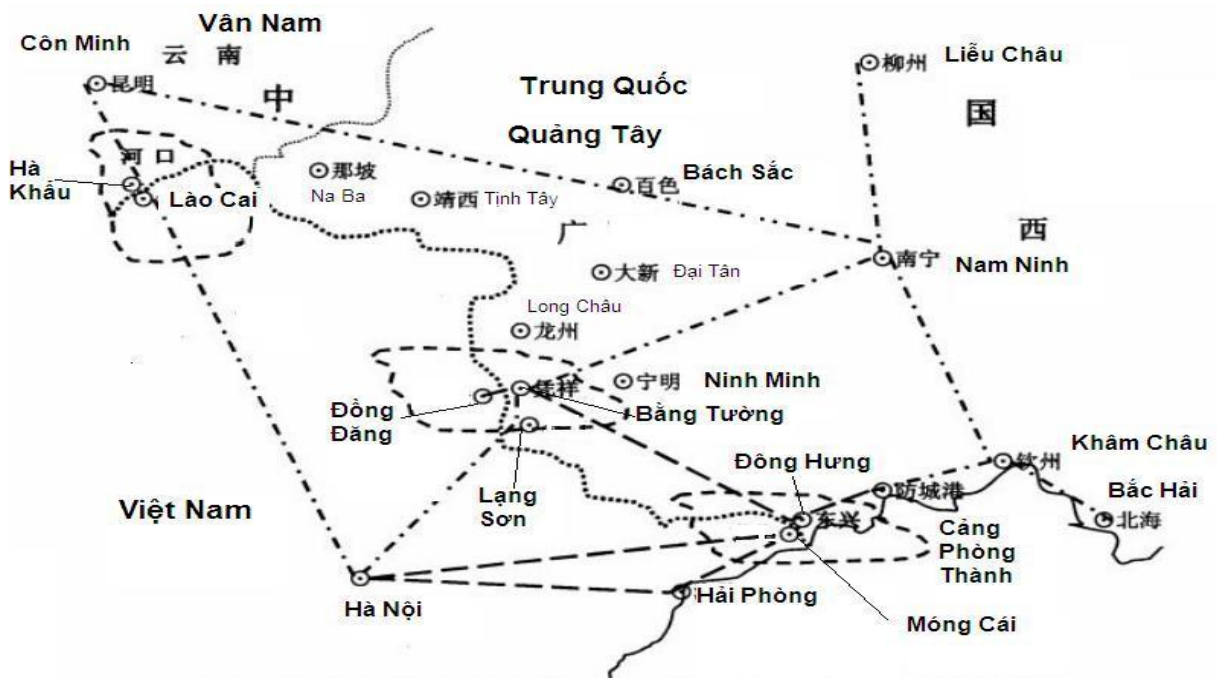 Vân Nam
Côn Minh
云 南
昆明
中
Trung Quốc
Quảng Tây
柳州
Liễu Châu
国
Hà
Khẩu
河口
Lào Cai
那坡
Na Ba
靖西
Tịnh Tây
百色
Bách Sắc
广
西
大新
Đại Tân
南宁
Nam Ninh
Long Châu
龙州
凭祥
宁明
Ninh Minh
Đồng
Đăng
Bằng Tường
Lạng
Sơn
Đông Hưng
钦州
Khâm Châu
Việt Nam
东兴
防城港
Bắc Hải
北海
Cảng
Phòng
Thành
Hà Nội
Hải Phòng
Móng Cái